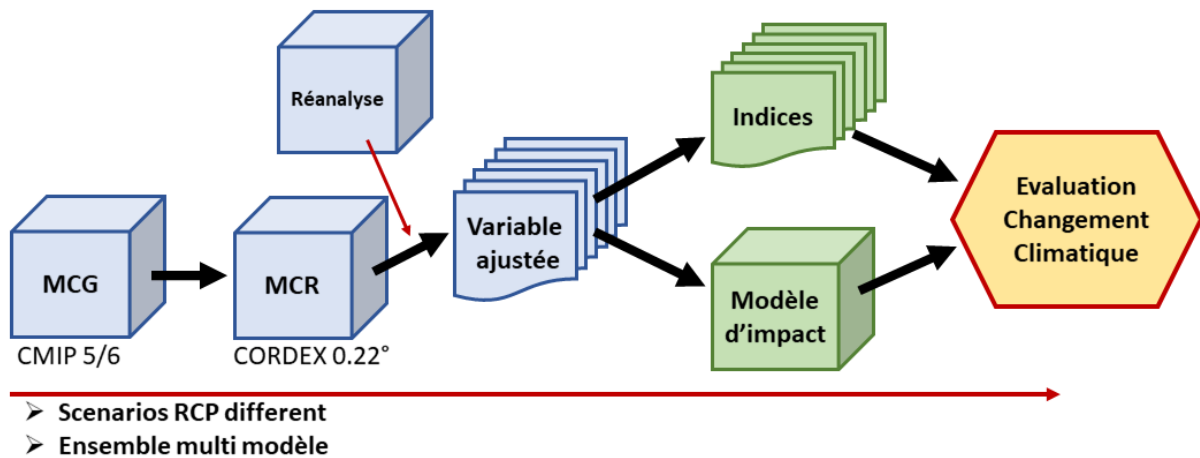 Réanalyse
MCG
CMIP 5/6
MCR
CORDEX 0.22°
Variable
ajustée
Indices
Modèle
d'impact
Evaluation
Changement
Climatique
➢ Scenarios RCP different
➢ Ensemble multi modèle